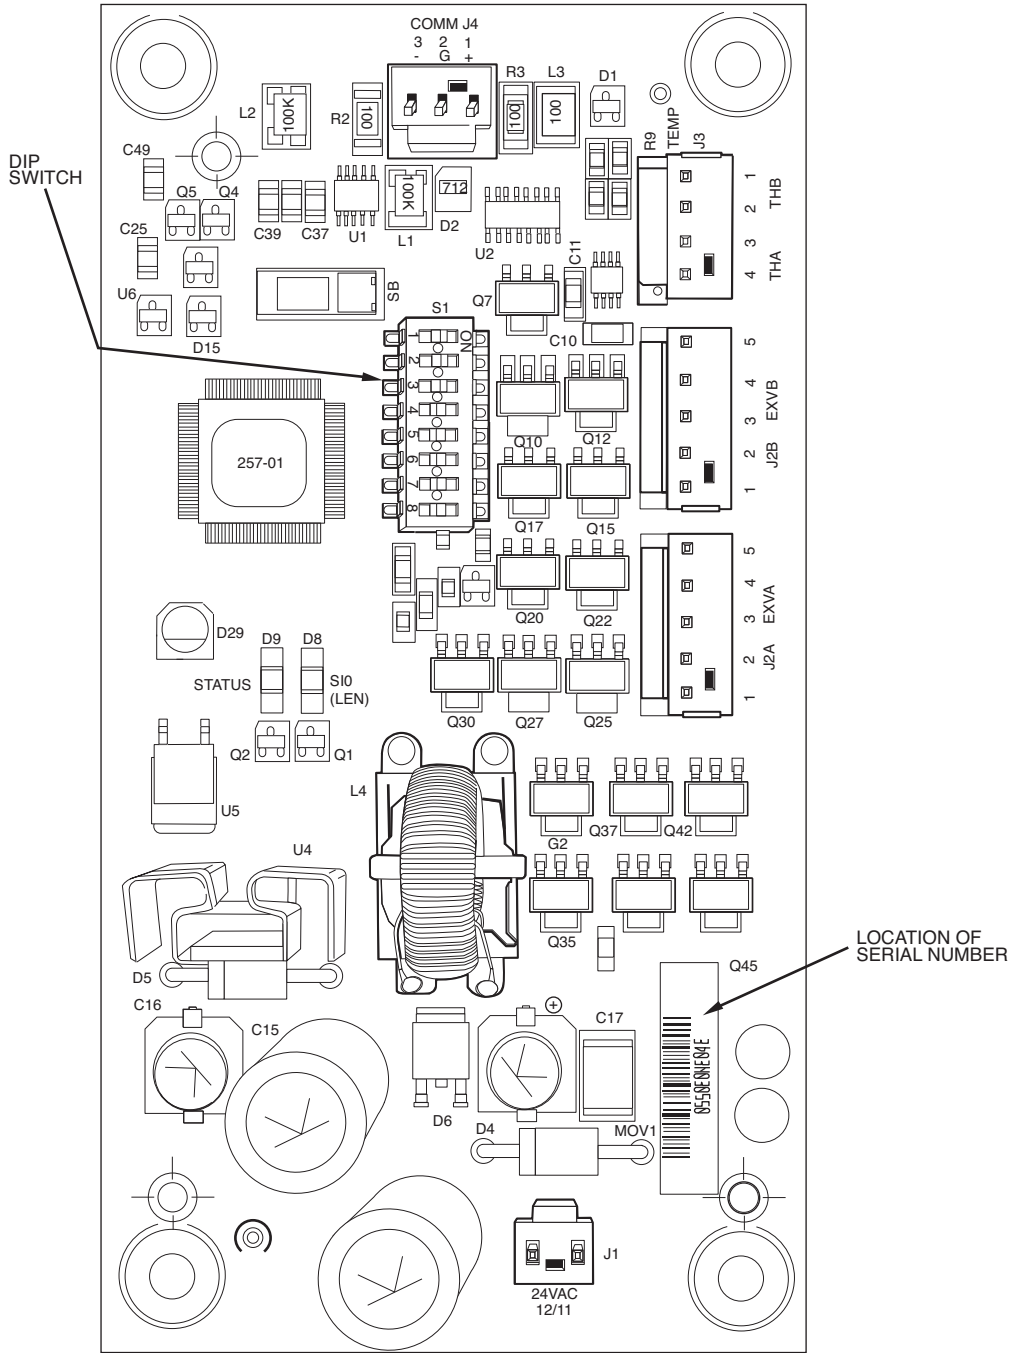 COMM J4
3 2 1
- G +
R3 L3 D1
L2
100K
R2
100
100
100
R9
TEMP
J3
DIP
SWITCH
C49
Q5 Q4
C39 C37
U1
100K
L1
712
D2
U2
C11
1
2
3
4
THB
THA
C25
U6
D15
SB
S1
Q7
C10
ON
1
2
3
4
5
6
7
8
257-01
Q10 Q12
Q17 Q15
Q20 Q22
Q30 Q27 Q25
5
4
3
2
1
EXVB
J2B
5
4
3
2
1
EXVA
J2A
D29
D9 D8
STATUS
SI0
(LEN)
Q2 Q1
U5
L4
U4
Q37 Q42
G2
Q35
D5
LOCATION OF
SERIAL NUMBER
Q45
C16
C15
C17
D6
D4
MOV1
J1
24VAC
12/11